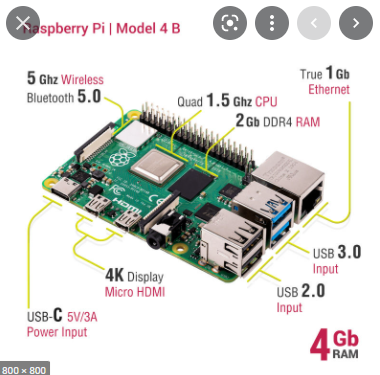 Raspberry Pi | Model 4 B
5 Ghz Wireless
Bluetooth 5.0
Quad 1.5 Ghz CPU
2 Gb DDR4 RAM
True 1 Gb
Ethernet
HDMI
4K Display
Micro HDMI
USB-C 5V/3A
Power Input
USB 3.0
Input
USB 2.0
Input
4 Gb
RAM
800 × 800